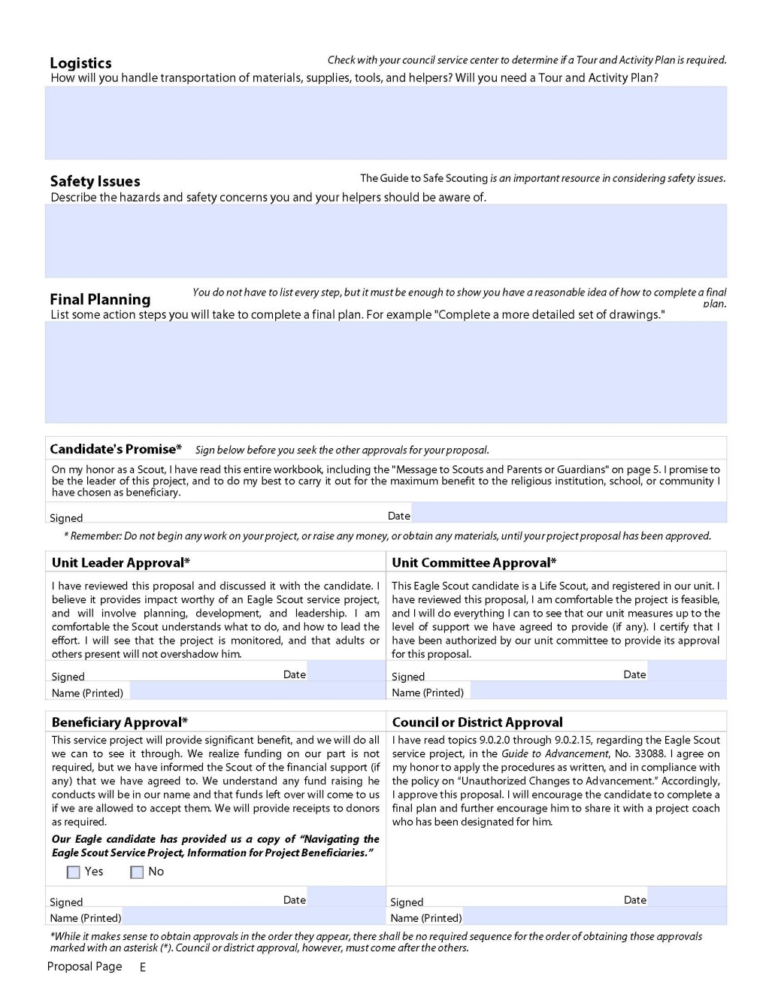 Logistics
Check with your council service center to determine if a Tour and Activity Plan is required.
How will you handle transportation of materials, supplies, tools, and helpers? Will you need a Tour and Activity Plan?
Safety Issues
The Guide to Safe Scouting is an important resource in considering safety issues.
Describe the hazards and safety concerns you and your helpers should be aware of.
Final Planning
You do not have to list every step, but it must be enough to show you have a reasonable idea of how to complete a final
plan.
List some action steps you will take to complete a final plan. For example "Complete a more detailed set of drawings."
Candidate's Promise* Sign below before you seek the other approvals for your proposal.
On my honor as a Scout, I have read this entire workbook, including the "Message to Scouts and Parents or Guardians" on page 5. I promise to
be the leader of this project, and to do my best to carry it out for the maximum benefit to the religious institution, school, or community I
have chosen as beneficiary.
Signed Date
* Remember: Do not begin any work on your project, or raise any money, or obtain any materials, until your project proposal has been approved.
Unit Leader Approval*
I have reviewed this proposal and discussed it with the candidate. I
believe it provides impact worthy of an Eagle Scout service project,
and will involve planning, development, and leadership. I am
comfortable the Scout understands what to do, and how to lead the
effort. I will see that the project is monitored, and that adults or
others present will not overshadow him.
Signed Date
Name (Printed)
Unit Committee Approval*
This Eagle Scout candidate is a Life Scout, and registered in our unit. I
have reviewed this proposal, I am comfortable the project is feasible,
and I will do everything I can to see that our unit measures up to the
level of support we have agreed to provide (if any). I certify that I
have been authorized by our unit committee to provide its approval
for this proposal.
Signed Date
Name (Printed)
Beneficiary Approval*
This service project will provide significant benefit, and we will do all
we can to see it through. We realize funding on our part is not
required, but we have informed the Scout of the financial support (if
any) that we have agreed to. We understand any fund raising he
conducts will be in our name and that funds left over will come to us
if we are allowed to accept them. We will provide receipts to donors
as required.
Our Eagle candidate has provided us a copy of “Navigating the
Eagle Scout Service Project, Information for Project Beneficiaries.”
Yes No
Signed Date
Name (Printed)
Council or District Approval
I have read topics 9.0.2.0 through 9.0.2.15, regarding the Eagle Scout
service project, in the Guide to Advancement, No. 33088. I agree on
my honor to apply the procedures as written, and in compliance with
the policy on “Unauthorized Changes to Advancement.” Accordingly,
I approve this proposal. I will encourage the candidate to complete a
final plan and further encourage him to share it with a project coach
who has been designated for him.
Signed Date
Name (Printed)
*While it makes sense to obtain approvals in the order they appear, there shall be no required sequence for the order of obtaining those approvals
marked with an asterisk (*). Council or district approval, however, must come after the others.
Proposal Page E